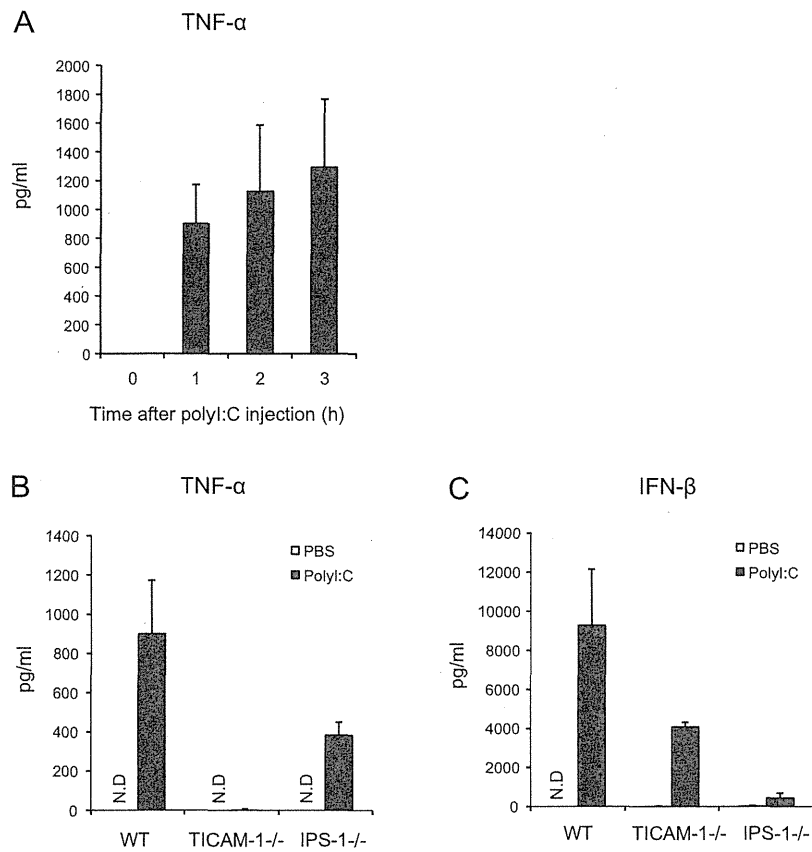 A
TNF-α
2000
1800
1600
1400
1200
1000
800
600
400
200
0
pg/ml
0 1 2 3
Time after polyI:C injection (h)
B
TNF-α
1400
1200
1000
800
600
400
200
0
pg/ml
PBS
PolyI:C
N.D
N.D
N.D
WT TICAM-1-/- IPS-1-/-
C
IFN-β
14000
12000
10000
8000
6000
4000
2000
0
pg/ml
PBS
PolyI:C
N.D
WT TICAM-1-/- IPS-1-/-